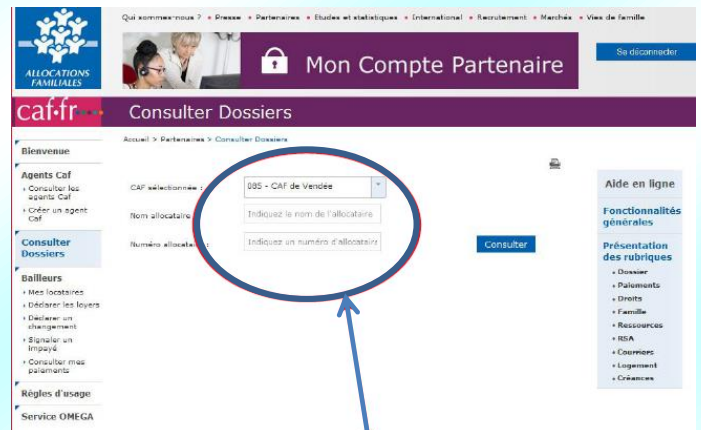 Qui sommes-nous ? • Presse • Partenaires • Etudes et statistiques • International • Recrutement • Marchés • Vies de famille
ALLOCATIONS
FAMILIALES
Mon Compte Partenaire
Se déconnecter
caf.fr
Consulter Dossiers
Accueil > Partenaires > Consulter Dossiers
Bienvenue
Agents Caf
Consulter les
agents Caf
Créer un agent
Caf
Consulter
Dossiers
Bailleurs
Mes locataires
Déclarer les loyers
Déclarer un
changement
Signaler un
impayé
Consulter mes
paiements
Règles d'usage
Service OMEGA
CAF sélectionnée :
085 - CAF de Vendée
Nom allocataire
Indiquez le nom de l'allocataire
Numéro allocataire :
Indiquez un numéro d'allocataire
Consulter
Aide en ligne
Fonctionnalités
générales
Présentation
des rubriques
Dossier
Paiements
Droits
Famille
Ressources
RSA
Courriers
Logement
Créances